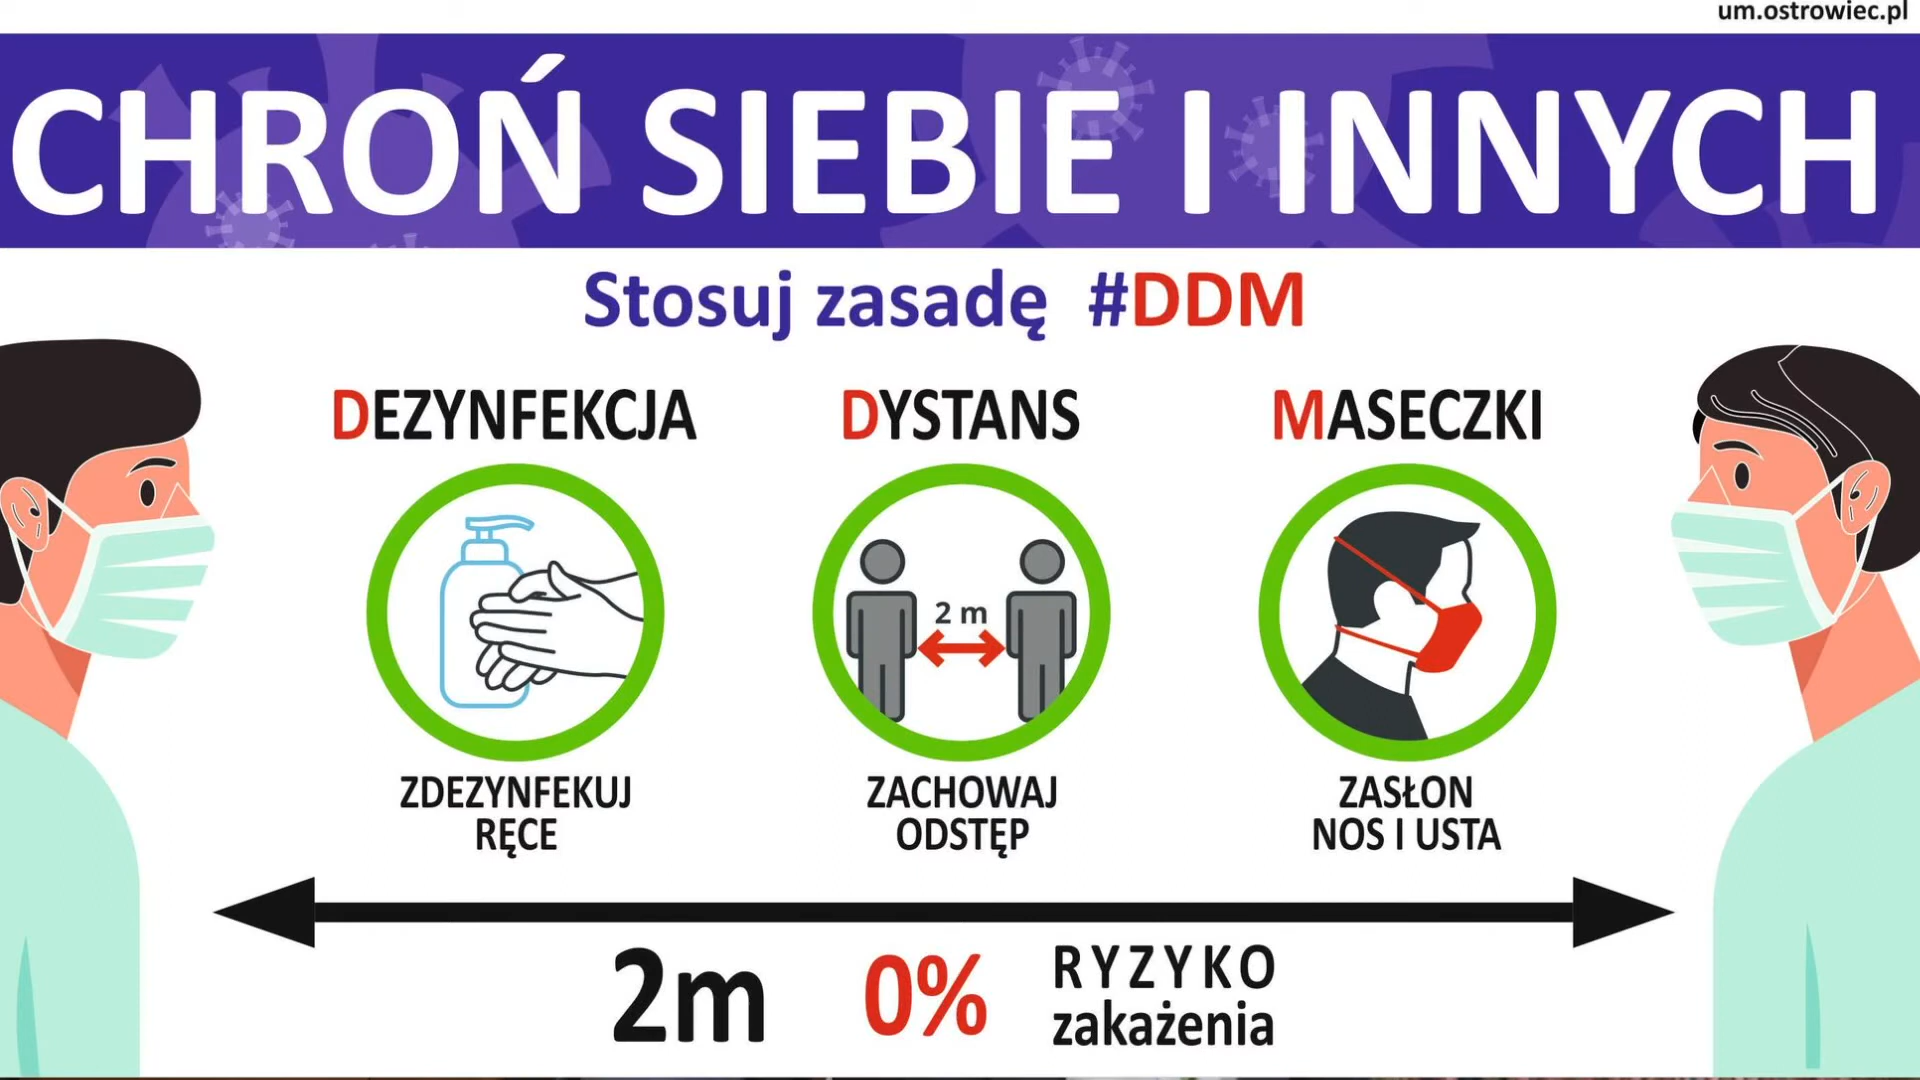 um.ostrowiec.pl
CHROŃ SIEBIE I INNYCH
Stosuj zasadę #DDM
DEZYNFEKCJA
DYSTANS
MASECZKI
2 m
ZDEZYNFEKUJ
RĘCE
ZACHOWAJ
ODSTĘP
ZASŁON
NOS I USTA
2m 0% RYZYKO
zakażenia